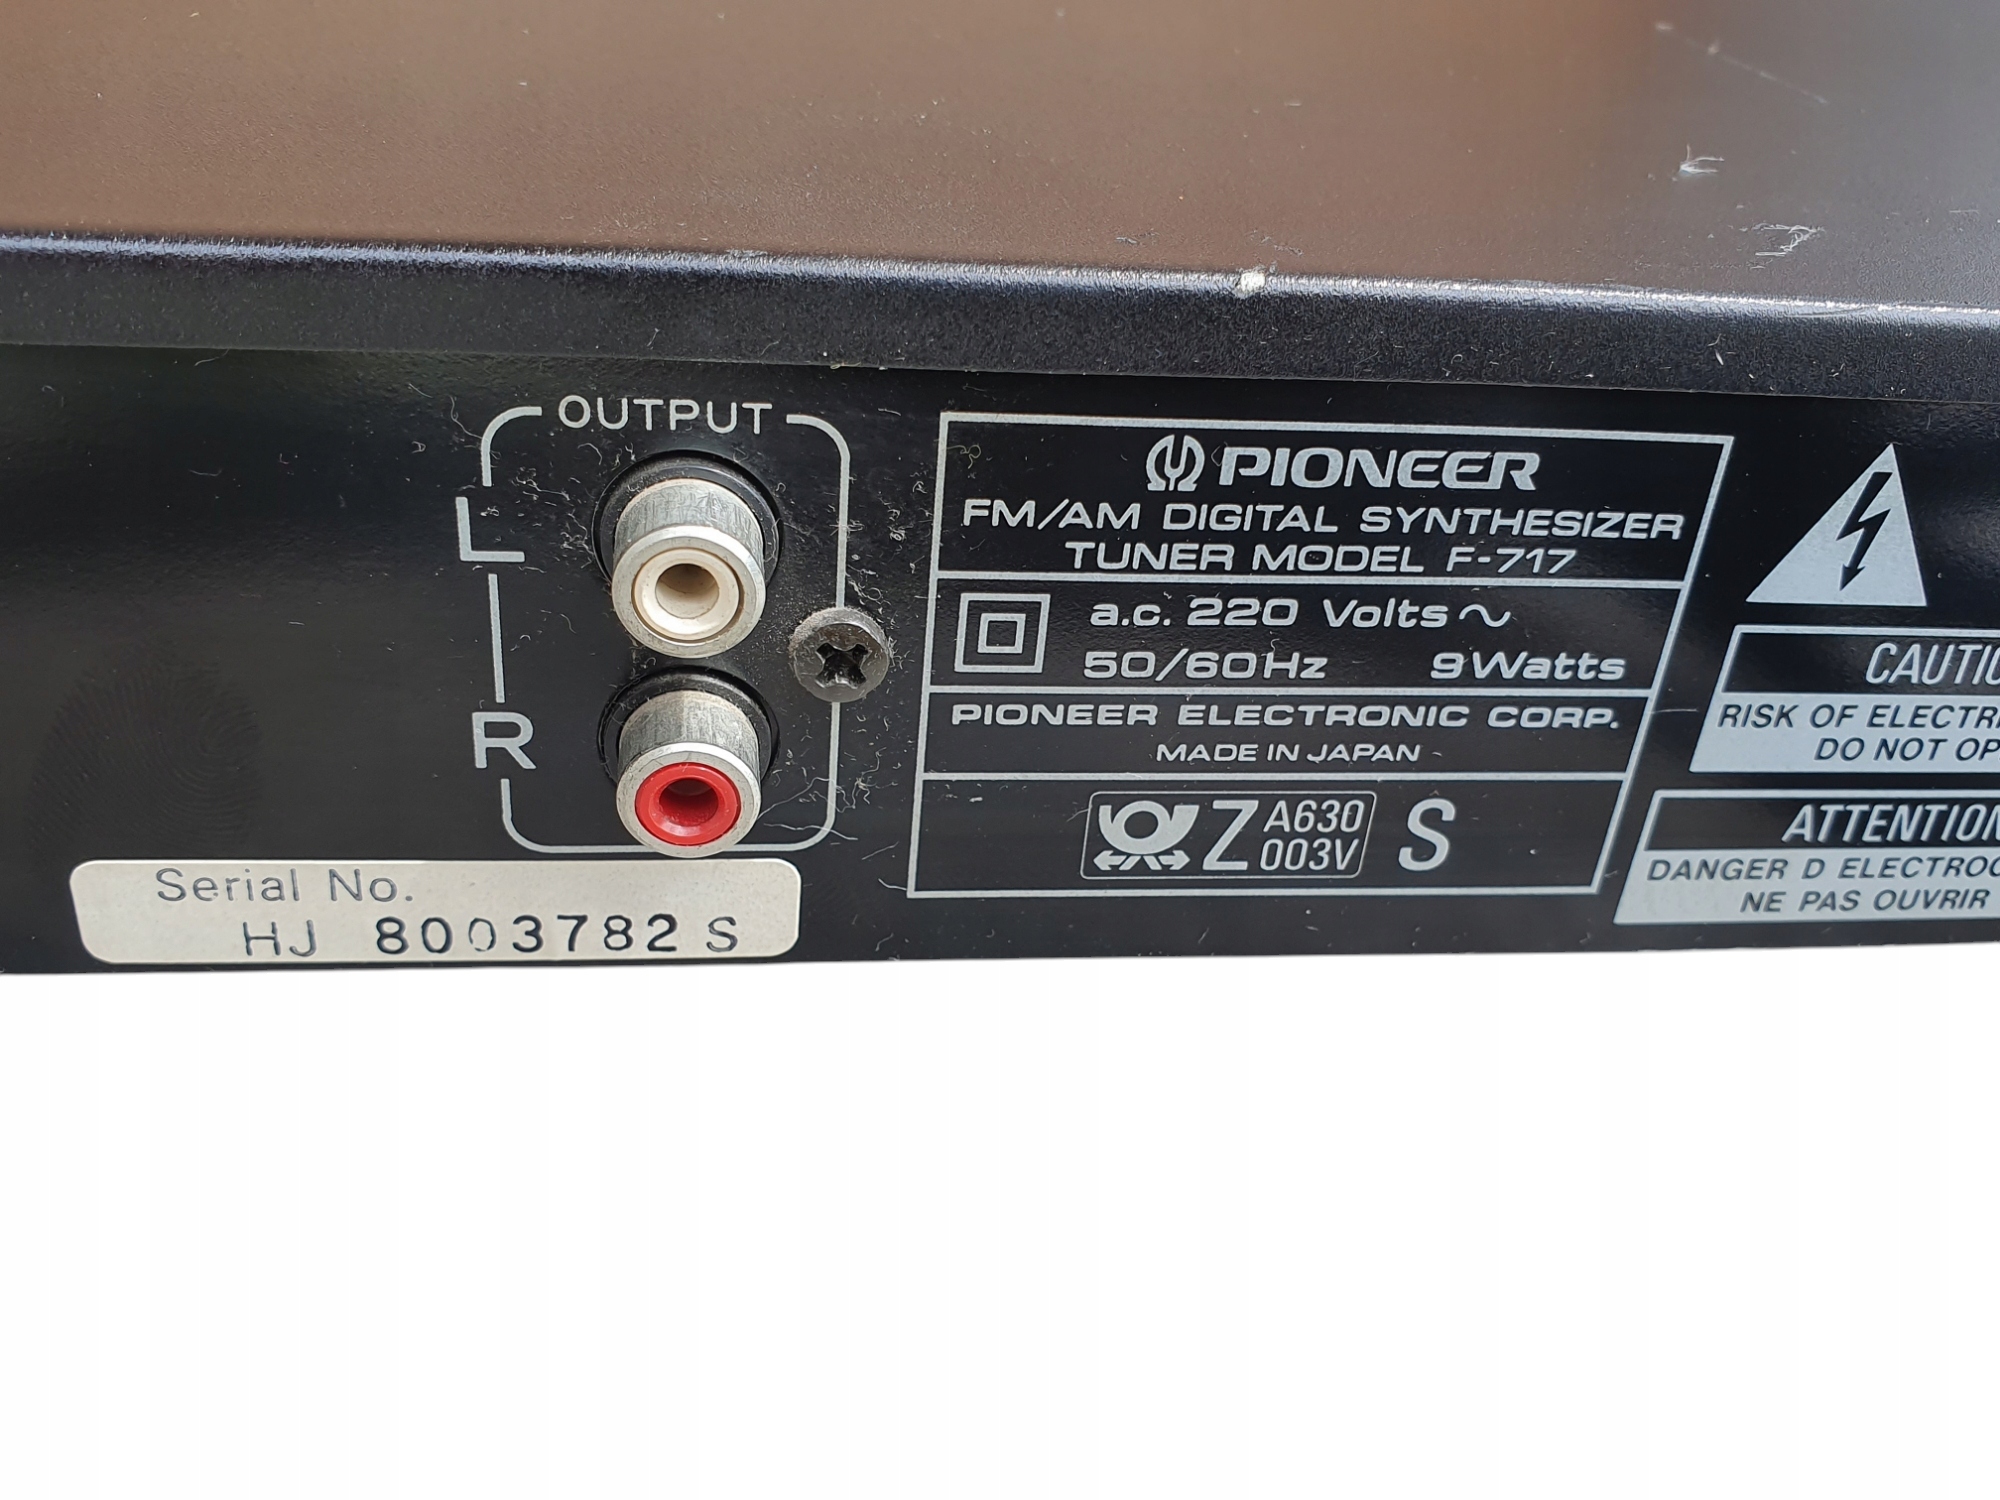 OUTPUT
L
R
Serial No.
HJ 8003782 S
PIONEER
FM/AM DIGITAL SYNTHESIZER
TUNER MODEL F-717
a.c. 220 Volts ~
50/60Hz 9Watts
PIONEER ELECTRONIC CORP.
MADE IN JAPAN
Z A630
003V S
CAUTIO
RISK OF ELECTRI
DO NOT OP
ATTENTION
DANGER D ELECTROC
NE PAS OUVRIR